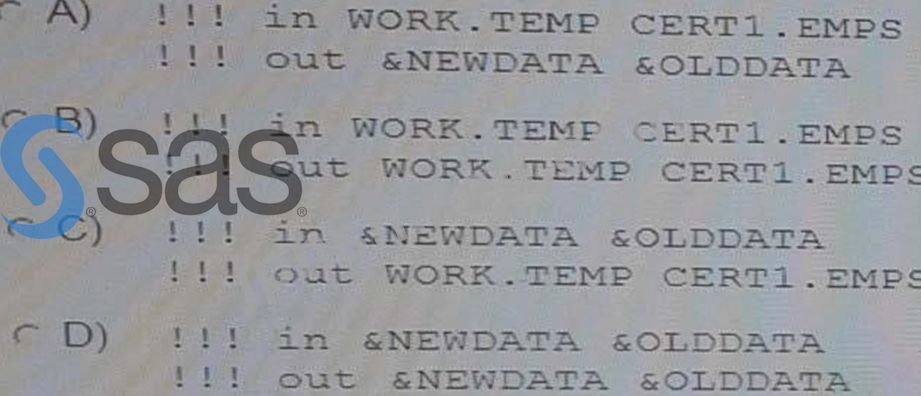 A) !!! in WORK.TEMP CERT1.EMPS
!!! out &NEWDATA &OLDDATA
B) !!! in WORK.TEMP CERT1.EMPS
!!! out WORK.TEMP CERT1.EMPS
sas
C) !!! in &NEWDATA &OLDDATA
!!! out WORK.TEMP CERT1.EMPS
D) !!! in &NEWDATA &OLDDATA
!!! out &NEWDATA &OLDDATA